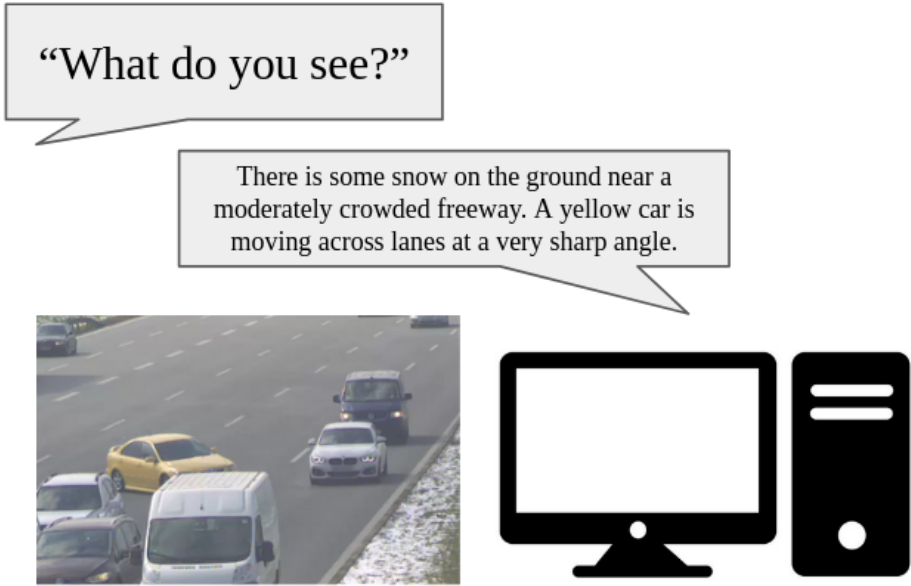 “What do you see?”
There is some snow on the ground near a
moderately crowded freeway. A yellow car is
moving across lanes at a very sharp angle.